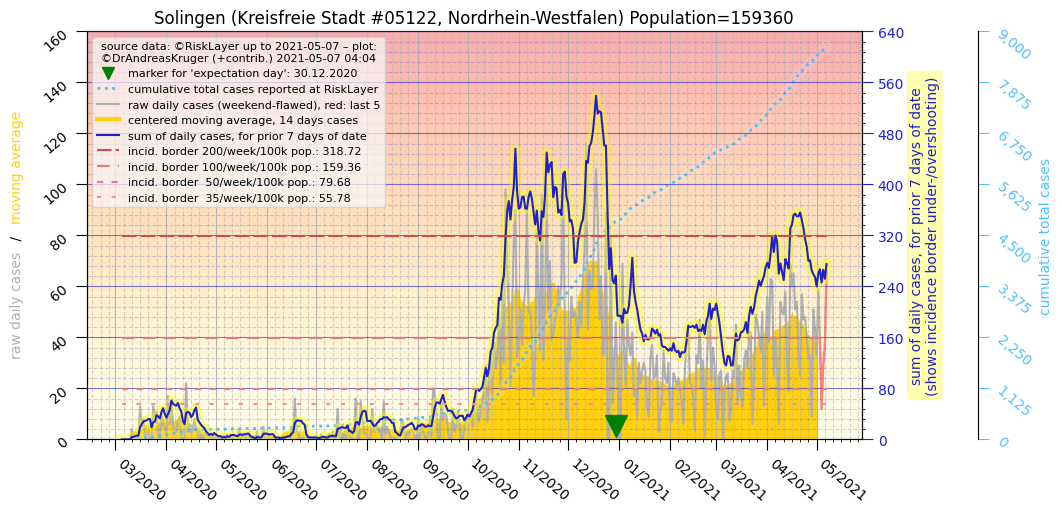 Solingen (Kreisfreie Stadt #05122, Nordrhein-Westfalen) Population=159360
source data: ©RiskLayer up to 2021-05-07 – plot:
©DrAndreasKruger (+contrib.) 2021-05-07 04:04
marker for 'expectation day': 30.12.2020
cumulative total cases reported at RiskLayer
raw daily cases (weekend-flawed), red: last 5
centered moving average, 14 days cases
sum of daily cases, for prior 7 days of date
incid. border 200/week/100k pop.: 318.72
incid. border 100/week/100k pop.: 159.36
incid. border  50/week/100k pop.: 79.68
incid. border  35/week/100k pop.: 55.78
raw daily cases / moving average
160
140
120
100
80
60
40
20
0
640
560
480
400
320
240
160
80
0
sum of daily cases, for prior 7 days of date
(shows incidence border under-/overshooting)
9,000
7,875
6,750
5,625
4,500
3,375
2,250
1,125
0
cumulative total cases
03/2020
04/2020
05/2020
06/2020
07/2020
08/2020
09/2020
10/2020
11/2020
12/2020
01/2021
02/2021
03/2021
04/2021
05/2021